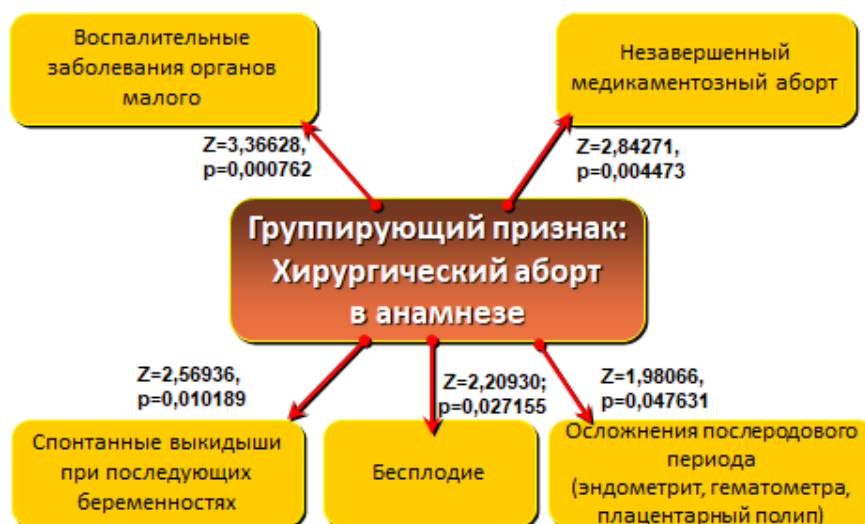 Воспалительные
заболевания органов
малого
Незавершенный
медикаментозный аборт
Z=3,36628,
p=0,000762
Z=2,84271,
p=0,004473
Группирующий признак:
Хирургический аборт
в анамнезе
Z=2,56936,
p=0,010189
Z=2,20930;
p=0,027155
Z=1,98066,
p=0,047631
Спонтанные выкидыши
при последующих
беременностях
Бесплодие
Осложнения послеродового
периода
(эндометрит, гематометра,
плацентарный полип)